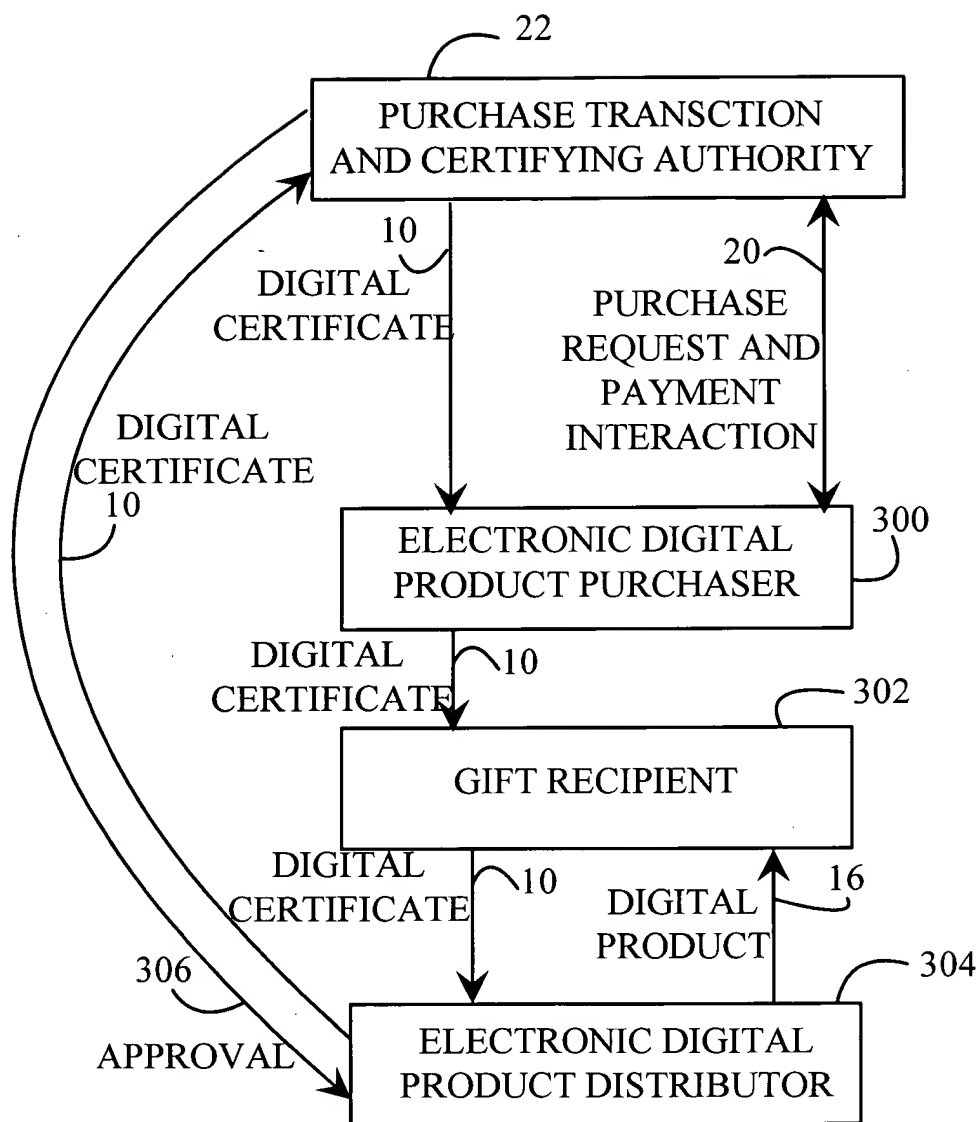 22
PURCHASE TRANSCTION
AND CERTIFYING AUTHORITY
10
DIGITAL
CERTIFICATE
20
PURCHASE
REQUEST AND
PAYMENT
INTERACTION
DIGITAL
CERTIFICATE
10
300
ELECTRONIC DIGITAL
PRODUCT PURCHASER
DIGITAL
CERTIFICATE
10
302
GIFT RECIPIENT
DIGITAL
CERTIFICATE
10
16
DIGITAL
PRODUCT
306
APPROVAL
304
ELECTRONIC DIGITAL
PRODUCT DISTRIBUTOR